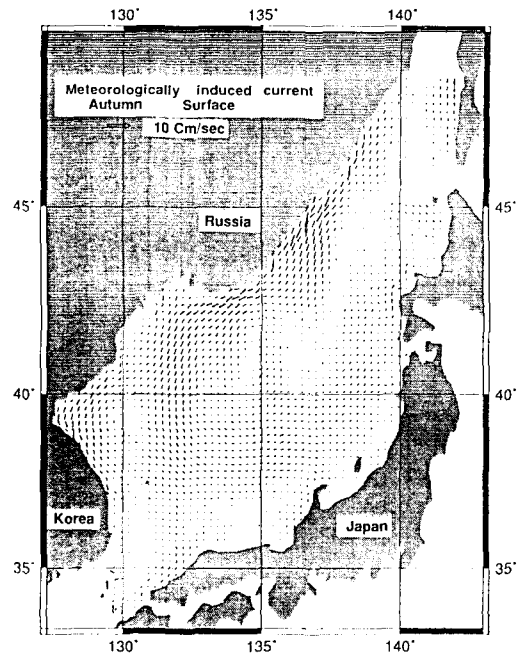 130° 135° 140°
Meteorologically induced current
Autumn Surface
10 Cm/sec
45° 45°
Russia
40° 40°
Korea
Japan
35° 35°
130° 135° 140°